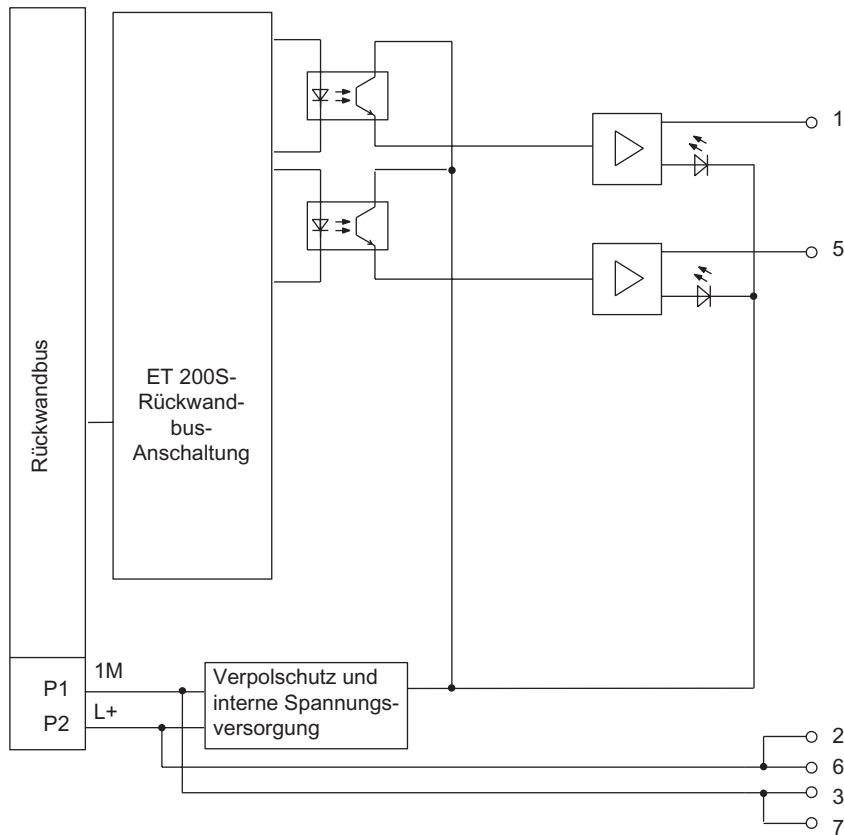 Rückwandbus
ET 200S-
Rückwand-
bus-
Anschaltung
1
5
P1
1M
P2
L+
Verpolschutz und
interne Spannungs-
versorgung
2
6
3
7